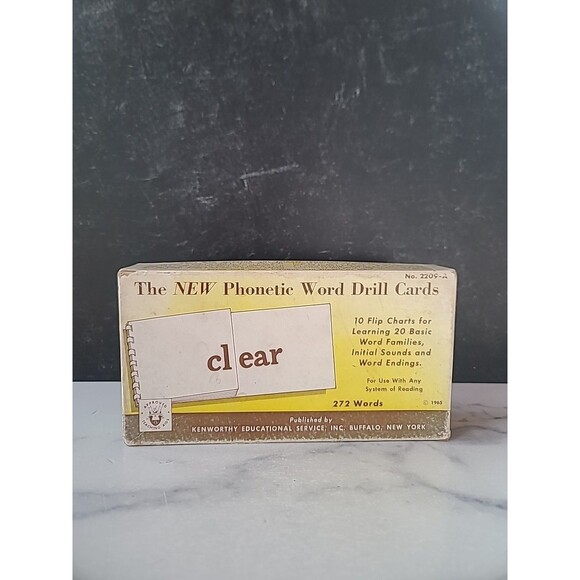 No. 2209-A
The NEW Phonetic Word Drill Cards
clear
10 Flip Charts for
Learning 20 Basic
Word Families,
Initial Sounds and
Word Endings.
For Use With Any
System of Reading
272 Words
© 1965
APPROVED
Published by
KENWORTHY EDUCATIONAL SERVICE, INC. BUFFALO, NEW YORK